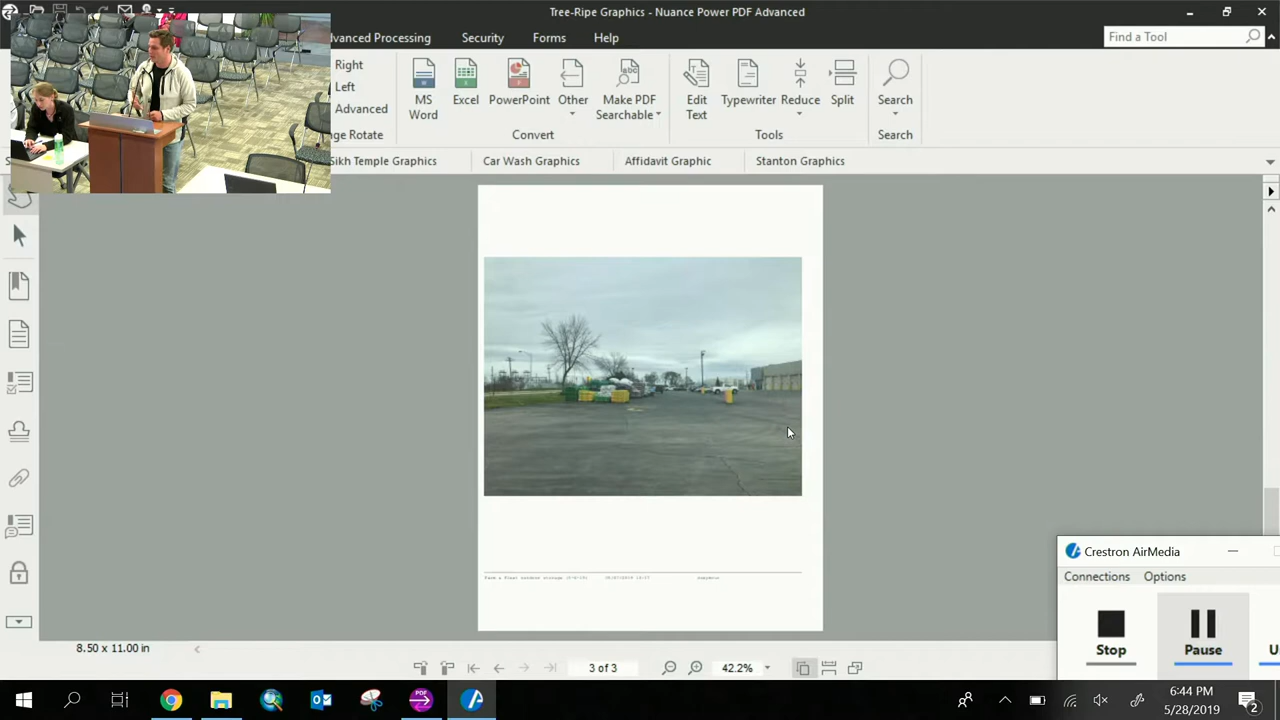 Tree-Ripe Graphics - Nuance Power PDF Advanced
dvanced Processing Security Forms Help
Find a Tool
Right
Left
Advanced
nge Rotate
MS Word
Excel
PowerPoint
Other
Make PDF Searchable
Convert
Edit Text
Typewriter
Reduce
Split
Tools
Search
Search
Sikh Temple Graphics Car Wash Graphics Affidavit Graphic Stanton Graphics
Crestron AirMedia
Connections Options
Stop Pause
8.50 x 11.00 in
3 of 3
42.2%
PDF
6:44 PM
5/28/2019
2